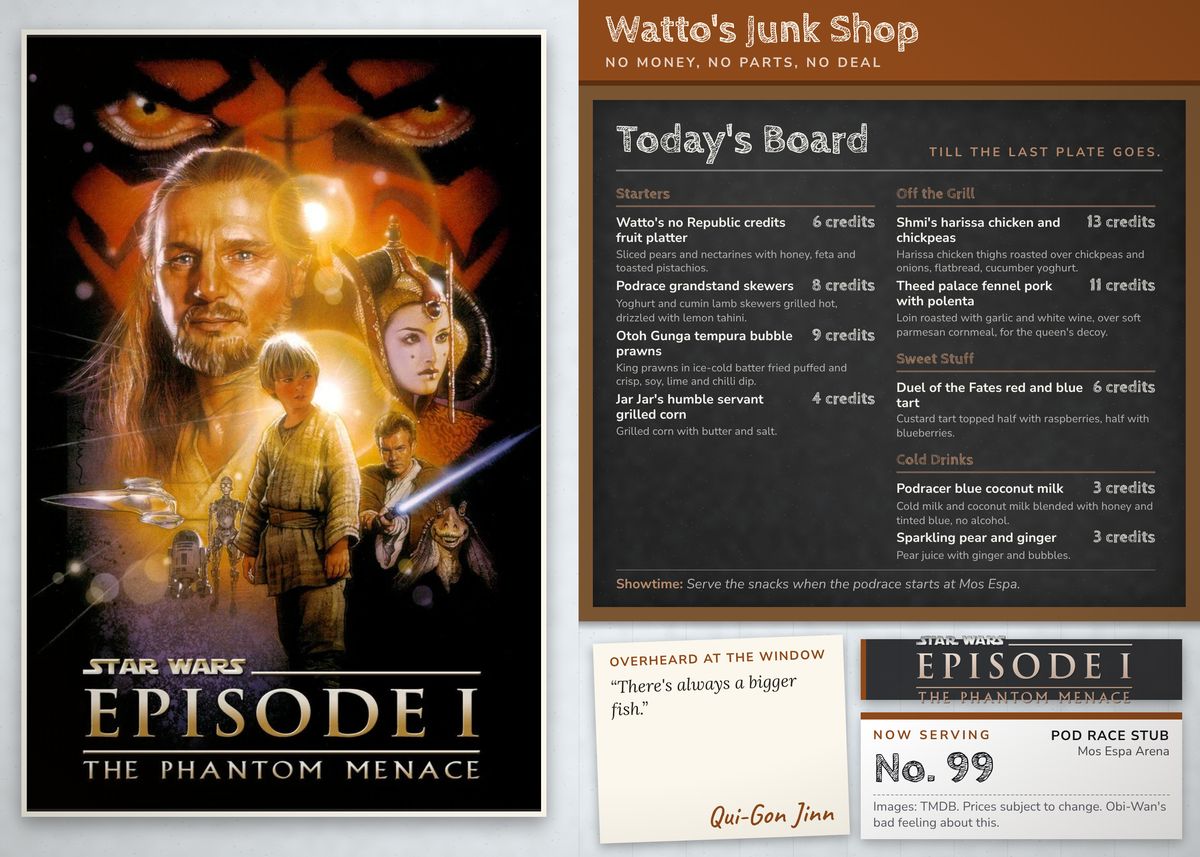 STAR WARS
EPISODE I
THE PHANTOM MENACE
Watto's Junk Shop
NO MONEY, NO PARTS, NO DEAL
Today's Board
TILL THE LAST PLATE GOES.
Starters
Watto's no Republic credits 6 credits
fruit platter
Sliced pears and nectarines with honey, feta and
toasted pistachios.
Podrace grandstand skewers 8 credits
Yoghurt and cumin lamb skewers grilled hot,
drizzled with lemon tahini.
Otoh Gunga tempura bubble 9 credits
prawns
King prawns in ice-cold batter fried puffed and
crisp, soy, lime and chilli dip.
Jar Jar's humble servant 4 credits
grilled corn
Grilled corn with butter and salt.
Off the Grill
Shmi's harissa chicken and 13 credits
chickpeas
Harissa chicken thighs roasted over chickpeas and
onions, flatbread, cucumber yoghurt.
Theed palace fennel pork 11 credits
with polenta
Loin roasted with garlic and white wine, over soft
parmesan cornmeal, for the queen's decoy.
Sweet Stuff
Duel of the Fates red and blue 6 credits
tart
Custard tart topped half with raspberries, half with
blueberries.
Cold Drinks
Podracer blue coconut milk 3 credits
Cold milk and coconut milk blended with honey and
tinted blue, no alcohol.
Sparkling pear and ginger 3 credits
Pear juice with ginger and bubbles.
Showtime: Serve the snacks when the podrace starts at Mos Espa.
OVERHEARD AT THE WINDOW
“There's always a bigger
fish.”
Qui-Gon Jinn
STAR WARS
EPISODE I
THE PHANTOM MENACE
NOW SERVING
No. 99
POD RACE STUB
Mos Espa Arena
Images: TMDB. Prices subject to change. Obi-Wan's
bad feeling about this.